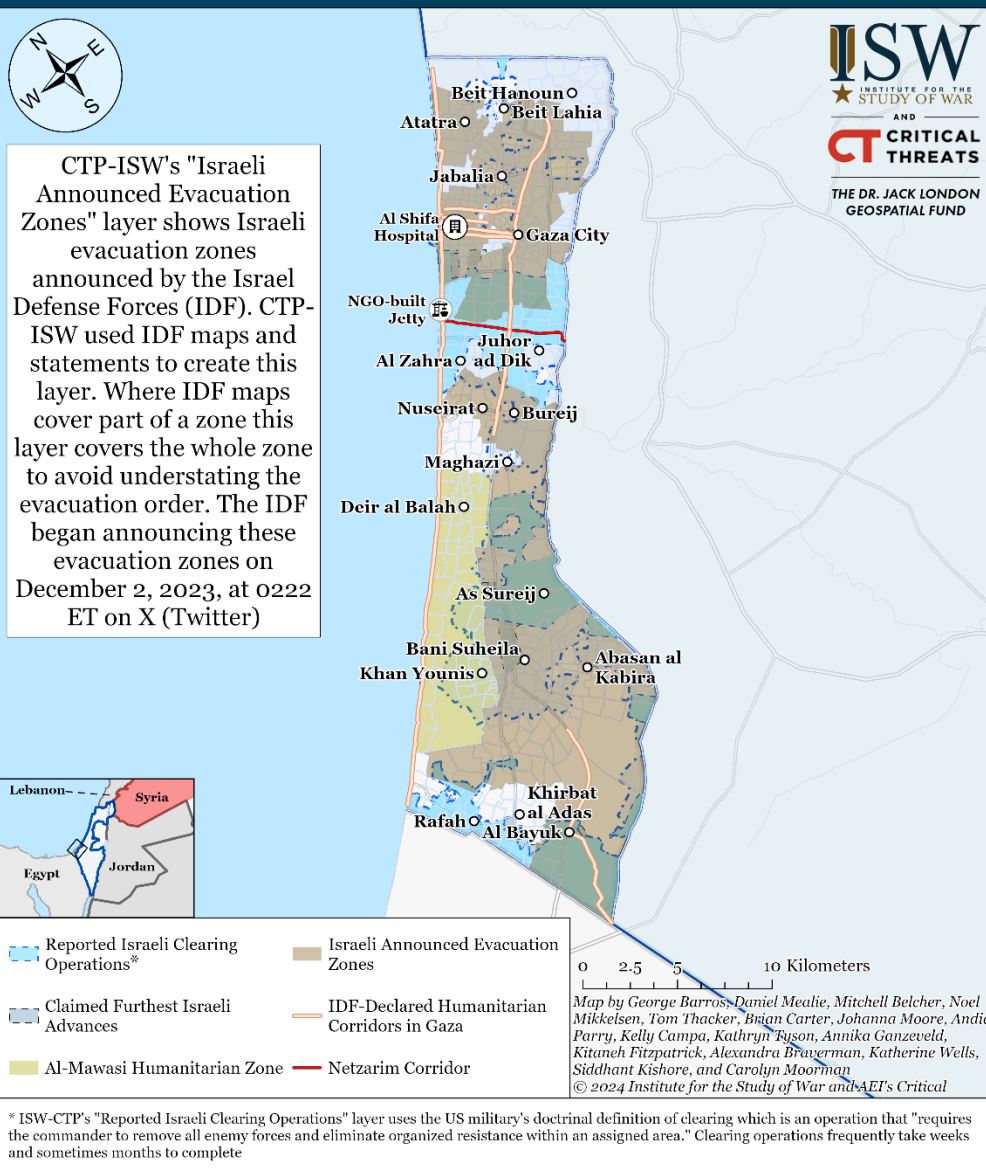 N
E
W
S
ISW
INSTITUTE FOR THE
STUDY OF WAR
AND
CT CRITICAL
THREATS
THE DR. JACK LONDON
GEOSPATIAL FUND
CTP-ISW's "Israeli
Announced Evacuation
Zones" layer shows Israeli
evacuation zones
announced by the Israel
Defense Forces (IDF). CTP-
ISW used IDF maps and
statements to create this
layer. Where IDF maps
cover part of a zone this
layer covers the whole zone
to avoid understating the
evacuation order. The IDF
began announcing these
evacuation zones on
December 2, 2023, at 0222
ET on X (Twitter)
Beit Hanoun
Beit Lahia
Atatra
Jabalia
Al Shifa
Hospital
Gaza City
NGO-built
Jetty
Juhor
ad Dik
Al Zahra
Nuseirat
Bureij
Maghazi
Deir al Balah
As Sureij
Bani Suheila
Abasan al
Kabira
Khan Younis
Khirbat
al Adas
Rafah
Al Bayuk
Lebanon
Syria
Jordan
Egypt
Reported Israeli Clearing
Operations*
Claimed Furthest Israeli
Advances
Al-Mawasi Humanitarian Zone
Israeli Announced Evacuation
Zones
IDF-Declared Humanitarian
Corridors in Gaza
Netzarim Corridor
0 2.5 5 10 Kilometers
Map by George Barros, Daniel Mealie, Mitchell Belcher, Noel
Mikkelsen, Tom Thacker, Brian Carter, Johanna Moore, Andie
Parry, Kelly Campa, Kathryn Tyson, Annika Ganzeveld,
Kitaneh Fitzpatrick, Alexandra Braverman, Katherine Wells,
Siddhant Kishore, and Carolyn Moorman
© 2024 Institute for the Study of War and AEI's Critical
* ISW-CTP's "Reported Israeli Clearing Operations" layer uses the US military's doctrinal definition of clearing which is an operation that "requires
the commander to remove all enemy forces and eliminate organized resistance within an assigned area." Clearing operations frequently take weeks
and sometimes months to complete